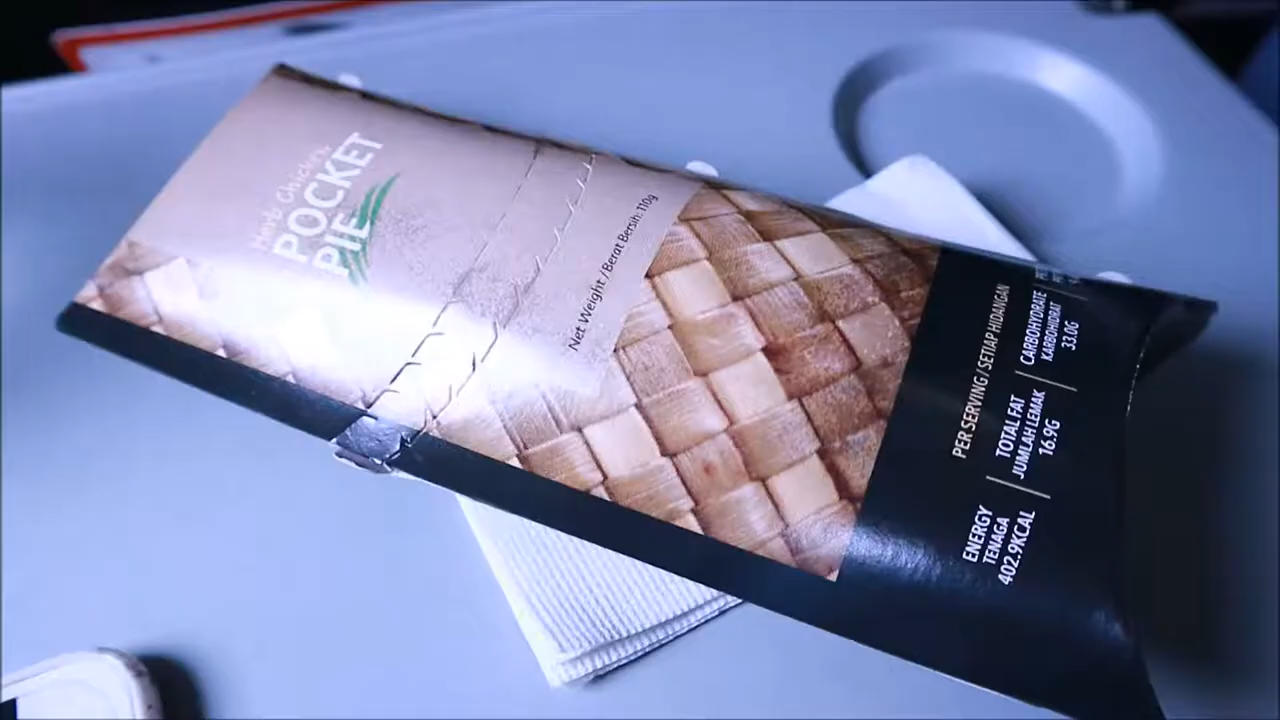 Herb Chicken
POCKET
PIE
Net Weight / Berat Bersih: 110g
PER SERVING / SETIAP HIDANGAN
ENERGY
TENAGA
402.9KCAL
TOTAL FAT
JUMLAH LEMAK
16.9G
CARBOHYDRATE
KARBOHIDRAT
33.0G